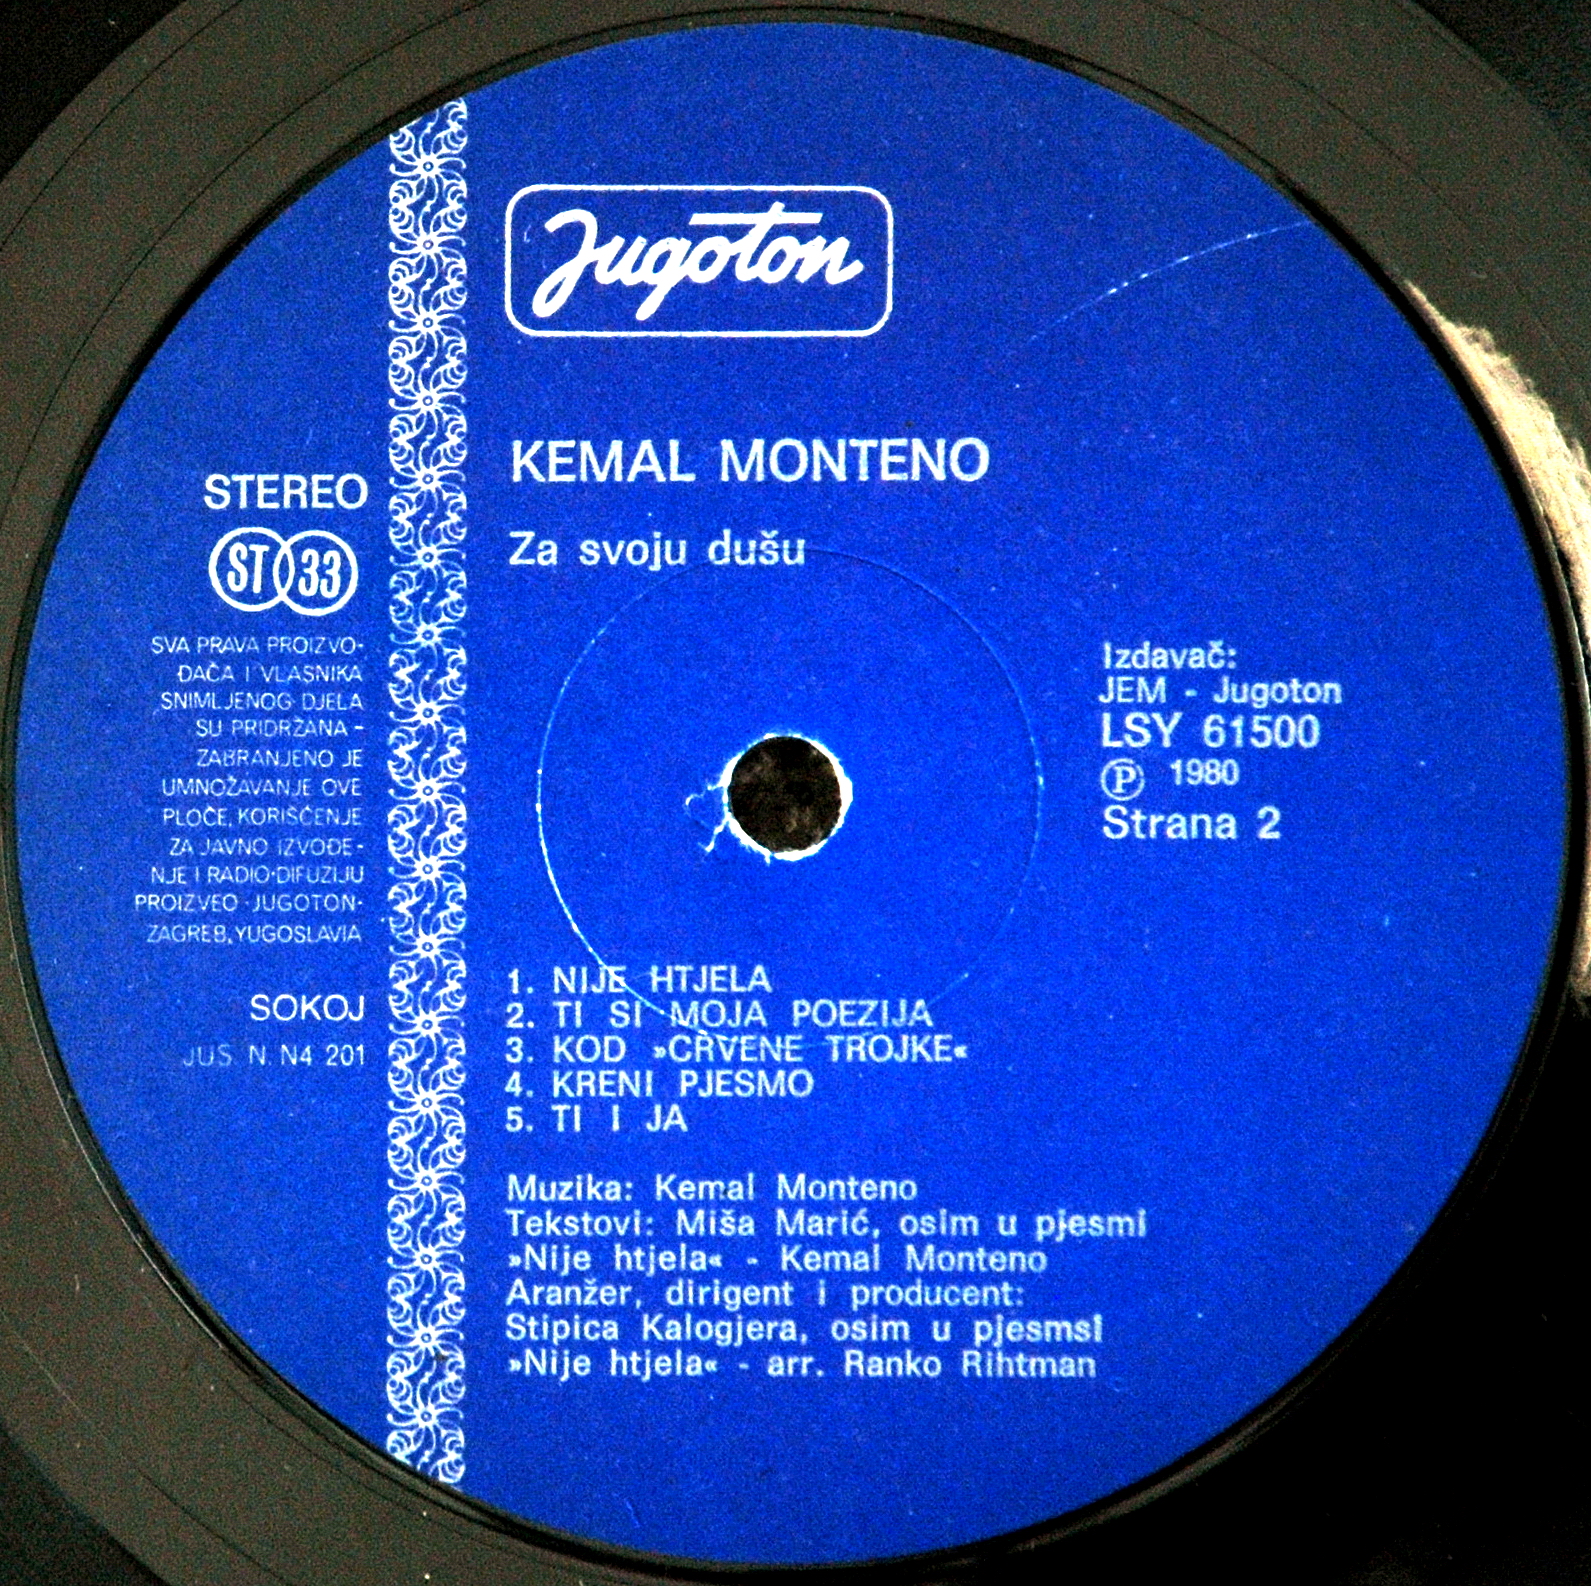 Jugoton
KEMAL MONTENO
Za svoju dušu
STEREO
ST 33
SVA PRAVA PROIZVO-
ĐAČA I VLASNIKA
SNIMLJENOG DJELA
SU PRIDRŽANA -
ZABRANJENO JE
UMNOŽAVANJE OVE
PLOČE, KORIŠĆENJE
ZA JAVNO IZVOĐE-
NJE I RADIO-DIFUZIJU
PROIZVEO -JUGOTON-
ZAGREB, YUGOSLAVIA
SOKOJ
JUS N. N4 201
Izdavač:
JEM - Jugoton
LSY 61500
Ⓟ 1980
Strana 2
1. NIJE HTJELA
2. TI SI MOJA POEZIJA
3. KOD »CRVENE TROJKE«
4. KRENI PJESMO
5. TI I JA
Muzika: Kemal Monteno
Tekstovi: Miša Marić, osim u pjesmi
»Nije htjela« - Kemal Monteno
Aranžer, dirigent i producent:
Stipica Kalogjera, osim u pjesmsi
»Nije htjela« - arr. Ranko Rihtman